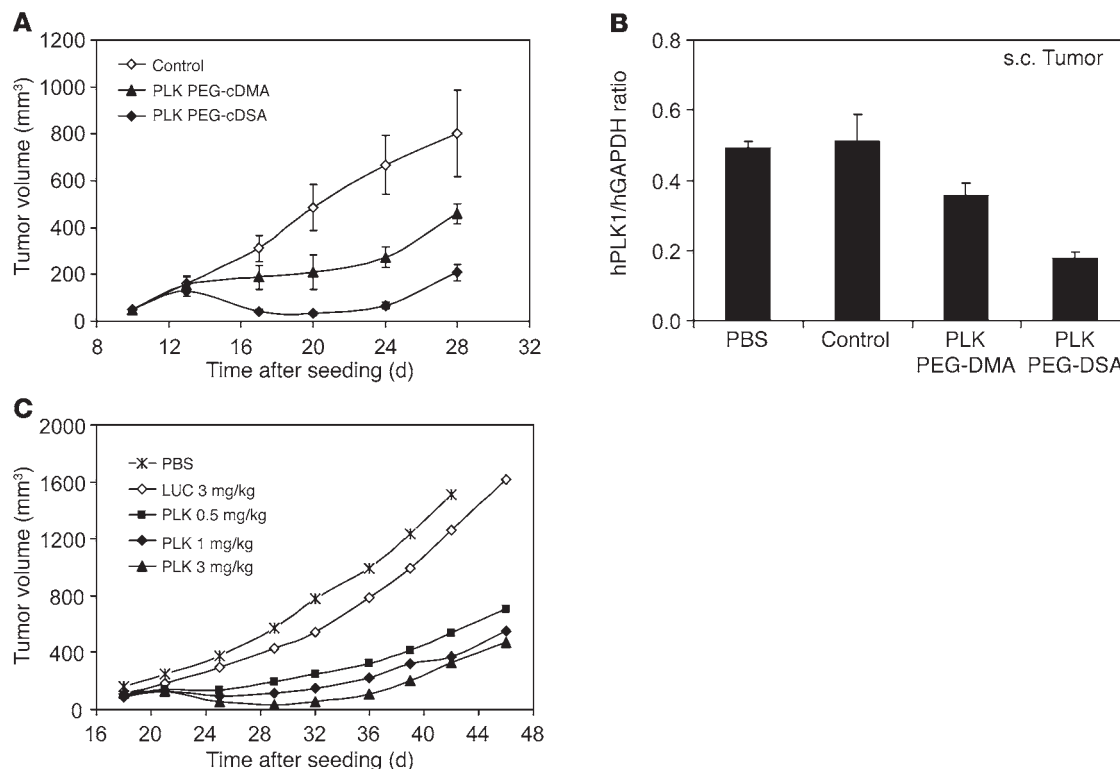 A
1200
1000
800
600
400
200
0
Tumor volume (mm³)
Control
PLK PEG-cDMA
PLK PEG-cDSA
8 12 16 20 24 28 32
Time after seeding (d)
B
0.8
0.6
0.4
0.2
0.0
hPLK1/hGAPDH ratio
s.c. Tumor
PBS
Control
PLK
PEG-DMA
PLK
PEG-DSA
C
2000
1600
1200
800
400
0
Tumor volume (mm³)
PBS
LUC 3 mg/kg
PLK 0.5 mg/kg
PLK 1 mg/kg
PLK 3 mg/kg
16 20 24 28 32 36 40 44 48
Time after seeding (d)